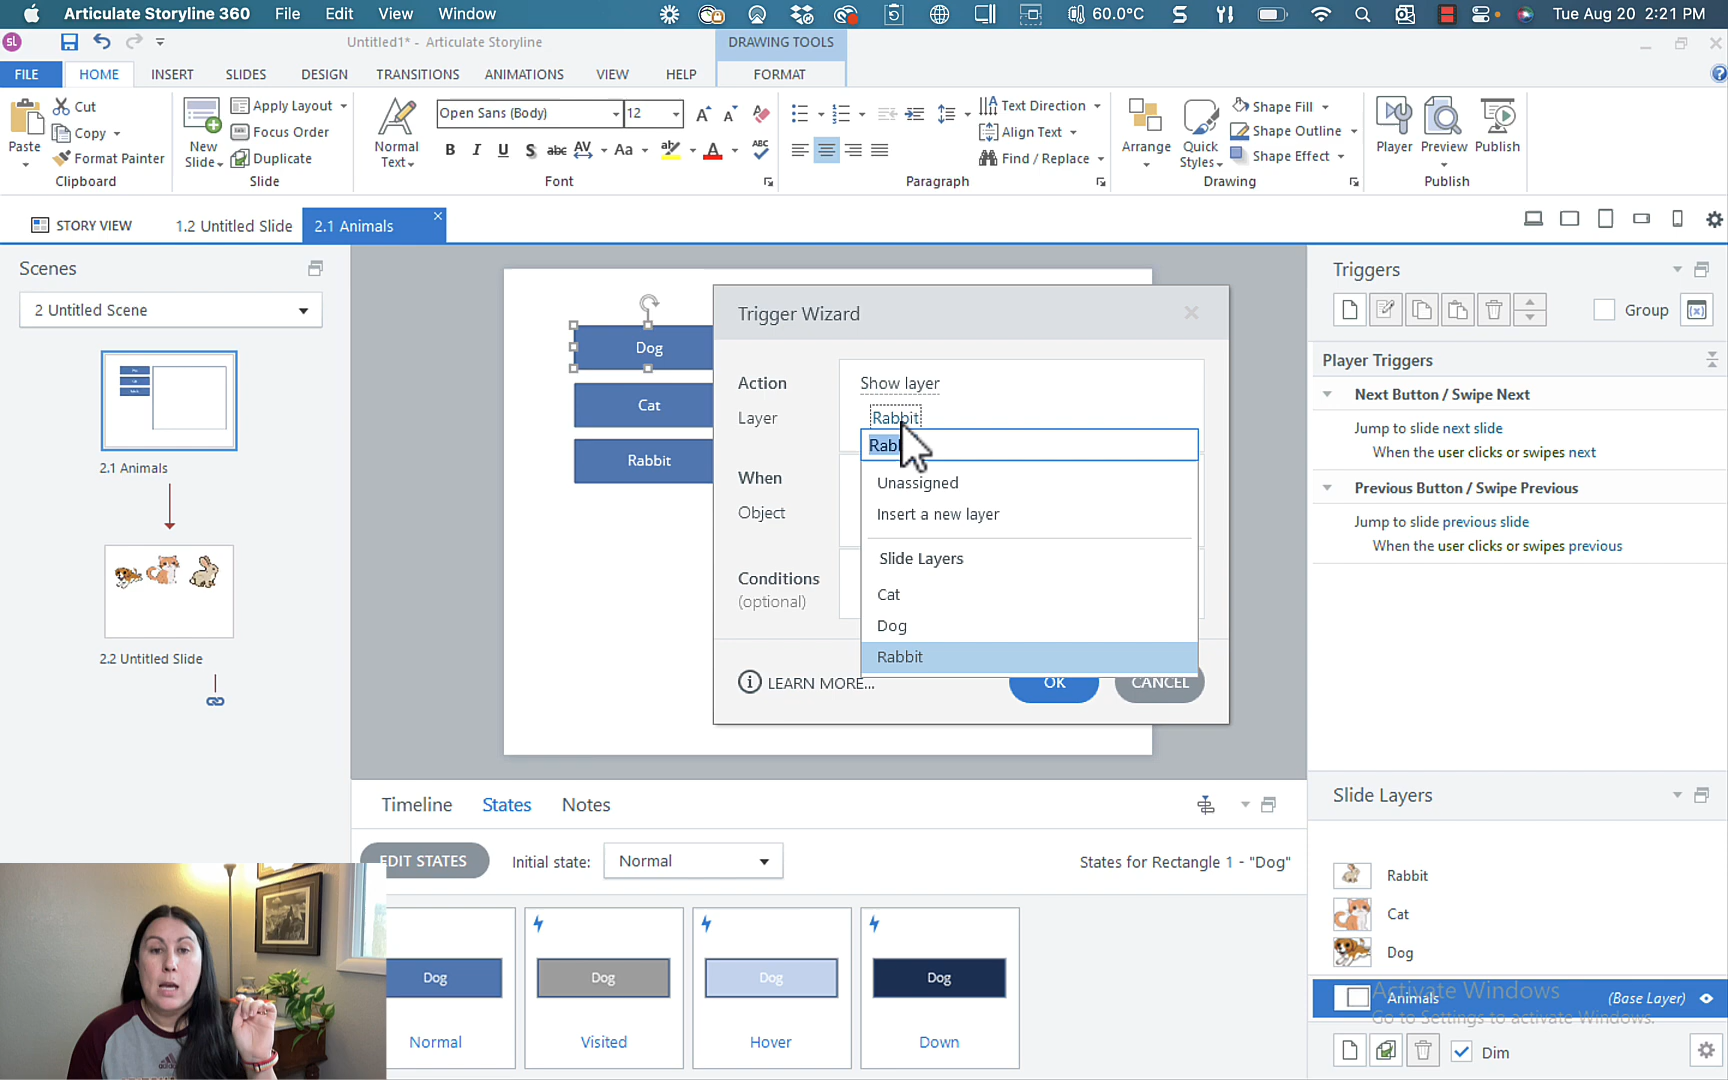 Articulate Storyline 360 File Edit View Window 60.0°C Tue Aug 20 2:21 PM
sl Untitled1* - Articulate Storyline DRAWING TOOLS
FILE HOME INSERT SLIDES DESIGN TRANSITIONS ANIMATIONS VIEW HELP FORMAT
Paste
Cut
Copy
Format Painter
Clipboard
New
Slide
Apply Layout
Focus Order
Duplicate
Slide
Normal
Text
Open Sans (Body) 12
B I U S abc AV Aa A ABC
Font
Text Direction
Align Text
Find / Replace
Paragraph
Arrange
Quick
Styles
Shape Fill
Shape Outline
Shape Effect
Drawing
Player Preview Publish
Publish
STORY VIEW 1.2 Untitled Slide 2.1 Animals
Scenes
2 Untitled Scene
2.1 Animals
2.2 Untitled Slide
Dog
Cat
Rabbit
Trigger Wizard
Action Show layer
Layer Rabbit
When
Object
Conditions
(optional)
Unassigned
Insert a new layer
Slide Layers
Cat
Dog
Rabbit
LEARN MORE... OK CANCEL
Triggers
Group
Player Triggers
Next Button / Swipe Next
Jump to slide next slide
When the user clicks or swipes next
Previous Button / Swipe Previous
Jump to slide previous slide
When the user clicks or swipes previous
Timeline States Notes
EDIT STATES Initial state: Normal States for Rectangle 1 - "Dog"
Dog Dog Dog Dog
Normal Visited Hover Down
Slide Layers
Rabbit
Cat
Dog
Animals (Base Layer)
Activate Windows
Go to Settings to activate Windows.
Dim